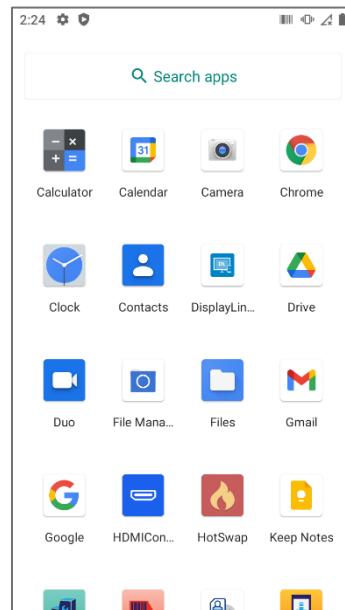 2:24
Search apps
31
Calculator Calendar Camera Chrome
Clock Contacts DisplayLin... Drive
Duo File Mana... Files Gmail
Google HDMICon... HotSwap Keep Notes